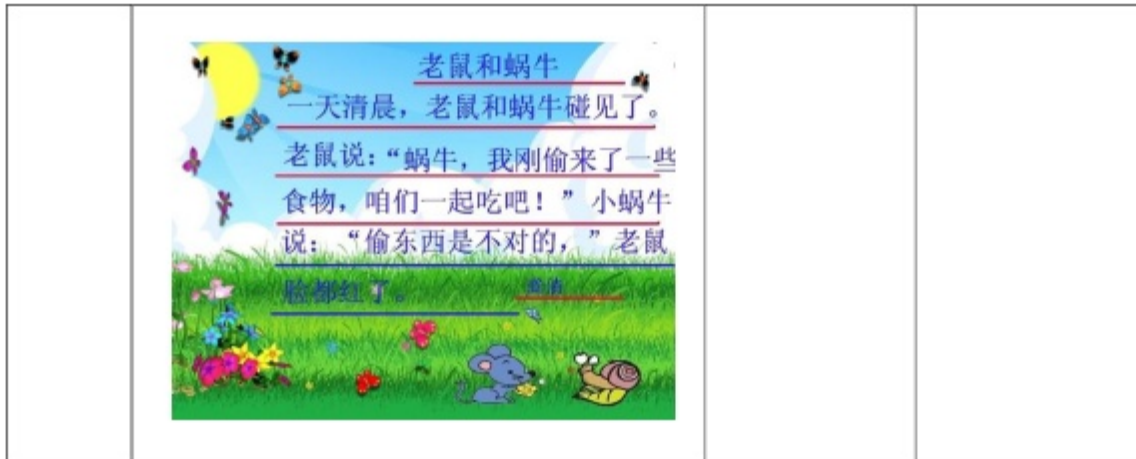 老鼠和蜗牛
一天清晨，老鼠和蜗牛碰见了。
老鼠说：“蜗牛，我刚偷来了一些
食物，咱们一起吃吧！”小蜗牛
说：“偷东西是不对的，”老鼠
脸都红了。